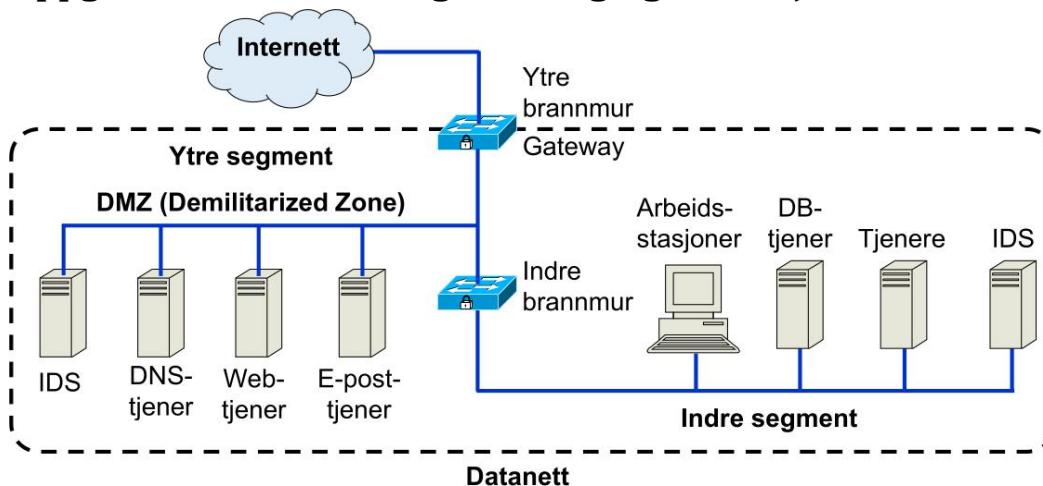 Internett
Ytre
brannmur
Gateway
Ytre segment
DMZ (Demilitarized Zone)
Arbeids-
stasjoner
DB-
tjener
Tjenere
IDS
Indre
brannmur
IDS
DNS-
tjener
Web-
tjener
E-post-
tjener
Indre segment
Datanett